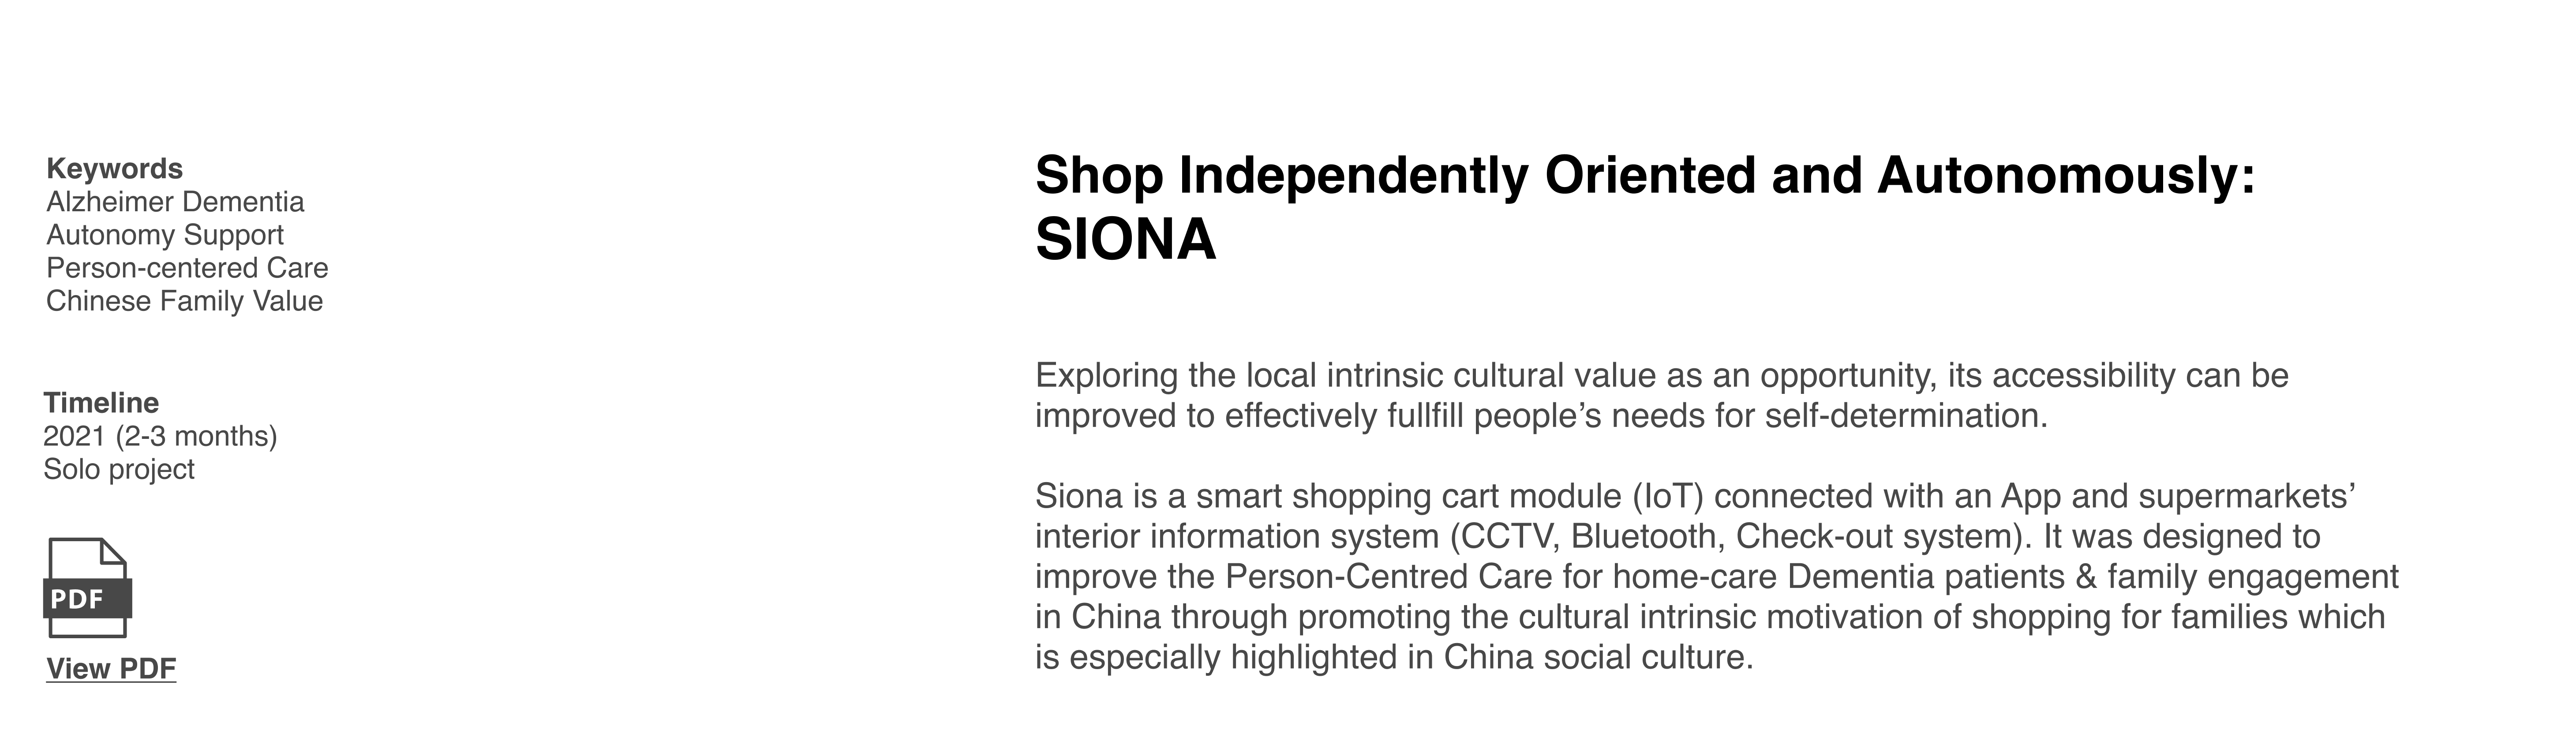 Keywords
Alzheimer Dementia
Autonomy Support
Person-centered Care
Chinese Family Value
Timeline
2021 (2-3 months)
Solo project
PDF
View PDF
Shop Independently Oriented and Autonomously:
SIONA
Exploring the local intrinsic cultural value as an opportunity, its accessibility can be
improved to effectively fullfill people’s needs for self-determination.
Siona is a smart shopping cart module (IoT) connected with an App and supermarkets’
interior information system (CCTV, Bluetooth, Check-out system). It was designed to
improve the Person-Centred Care for home-care Dementia patients & family engagement
in China through promoting the cultural intrinsic motivation of shopping for families which
is especially highlighted in China social culture.